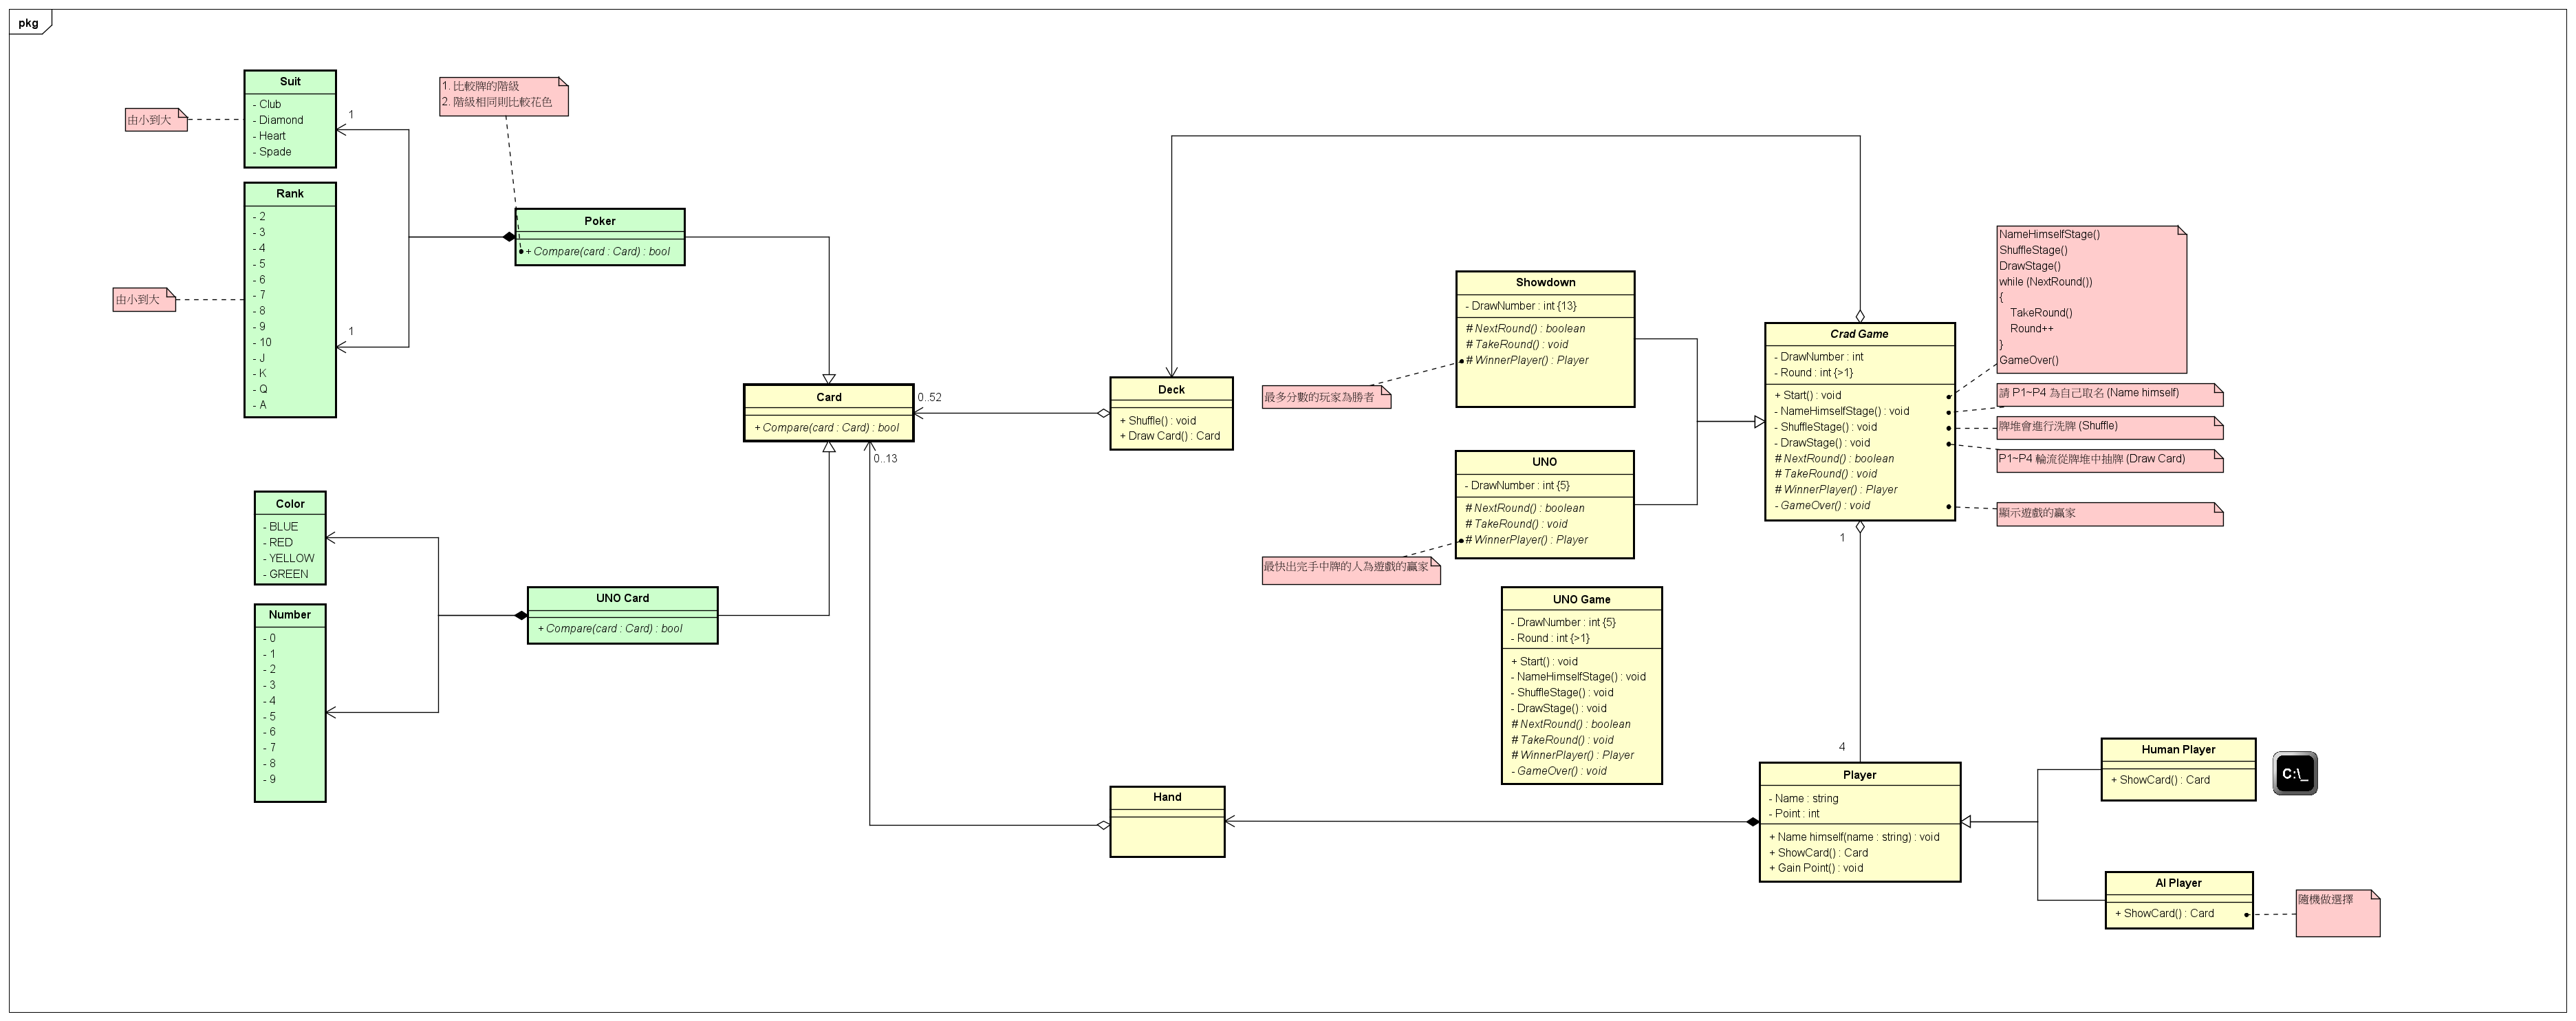 pkg
Suit
- Club
- Diamond
- Heart
- Spade
由小到大
1
Rank
- 2
- 3
- 4
- 5
- 6
- 7
- 8
- 9
- 10
- J
- K
- Q
- A
由小到大
1
1. 比較牌的階級
2. 階級相同則比較花色
Poker
+ Compare(card : Card) : bool
Color
- BLUE
- RED
- YELLOW
- GREEN
Number
- 0
- 1
- 2
- 3
- 4
- 5
- 6
- 7
- 8
- 9
UNO Card
+ Compare(card : Card) : bool
Card
+ Compare(card : Card) : bool
0..52
0..13
Deck
+ Shuffle() : void
+ Draw Card() : Card
Hand
Showdown
- DrawNumber : int {13}
# NextRound() : boolean
# TakeRound() : void
# WinnerPlayer() : Player
最多分數的玩家為勝者
UNO
- DrawNumber : int {5}
# NextRound() : boolean
# TakeRound() : void
# WinnerPlayer() : Player
最快出完手中牌的人為遊戲的贏家
UNO Game
- DrawNumber : int {5}
- Round : int {>1}
+ Start() : void
- NameHimselfStage() : void
- ShuffleStage() : void
- DrawStage() : void
# NextRound() : boolean
# TakeRound() : void
# WinnerPlayer() : Player
- GameOver() : void
Crad Game
- DrawNumber : int
- Round : int {>1}
+ Start() : void
- NameHimselfStage() : void
- ShuffleStage() : void
- DrawStage() : void
# NextRound() : boolean
# TakeRound() : void
# WinnerPlayer() : Player
- GameOver() : void
NameHimselfStage()
ShuffleStage()
DrawStage()
while (NextRound())
{
TakeRound()
Round++
}
GameOver()
請 P1~P4 為自己取名 (Name himself)
牌堆會進行洗牌 (Shuffle)
P1~P4 輪流從牌堆中抽牌 (Draw Card)
顯示遊戲的贏家
1
4
Player
- Name : string
- Point : int
+ Name himself(name : string) : void
+ ShowCard() : Card
+ Gain Point() : void
Human Player
+ ShowCard() : Card
C:\_
AI Player
+ ShowCard() : Card
隨機做選擇